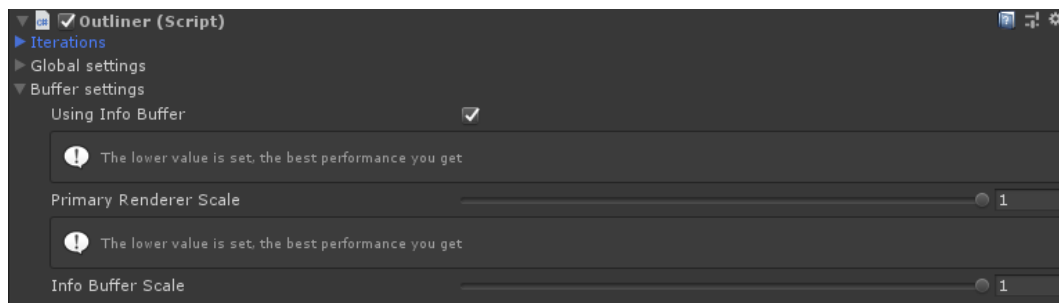 Outliner (Script)
Iterations
Global settings
Buffer settings
Using Info Buffer
The lower value is set, the best performance you get
Primary Renderer Scale 1
The lower value is set, the best performance you get
Info Buffer Scale 1